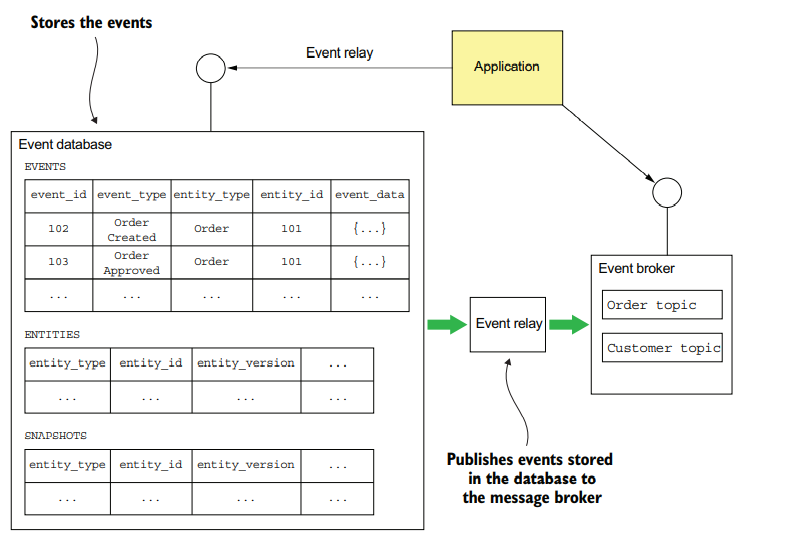 Stores the events
Event relay
Application
Event database
EVENTS
event_id event_type entity_type entity_id event_data
102 Order Created Order 101 {...}
103 Order Approved Order 101 {...}
... ... ... ... ...
ENTITIES
entity_type entity_id entity_version ...
... ... ... ...
SNAPSHOTS
entity_type entity_id entity_version ...
... ... ... ...
Event relay
Event broker
Order topic
Customer topic
Publishes events stored
in the database to
the message broker